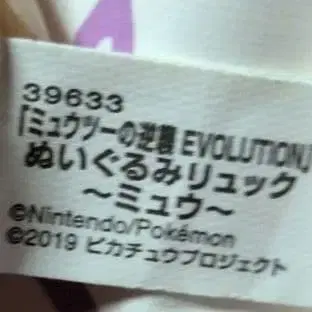 39633
「ミュウツーの逆襲 EVOLUTION」
ぬいぐるみリュック
～ミュウ～
©Nintendo/Pokémon
©2019 ピカチュウプロジェクト